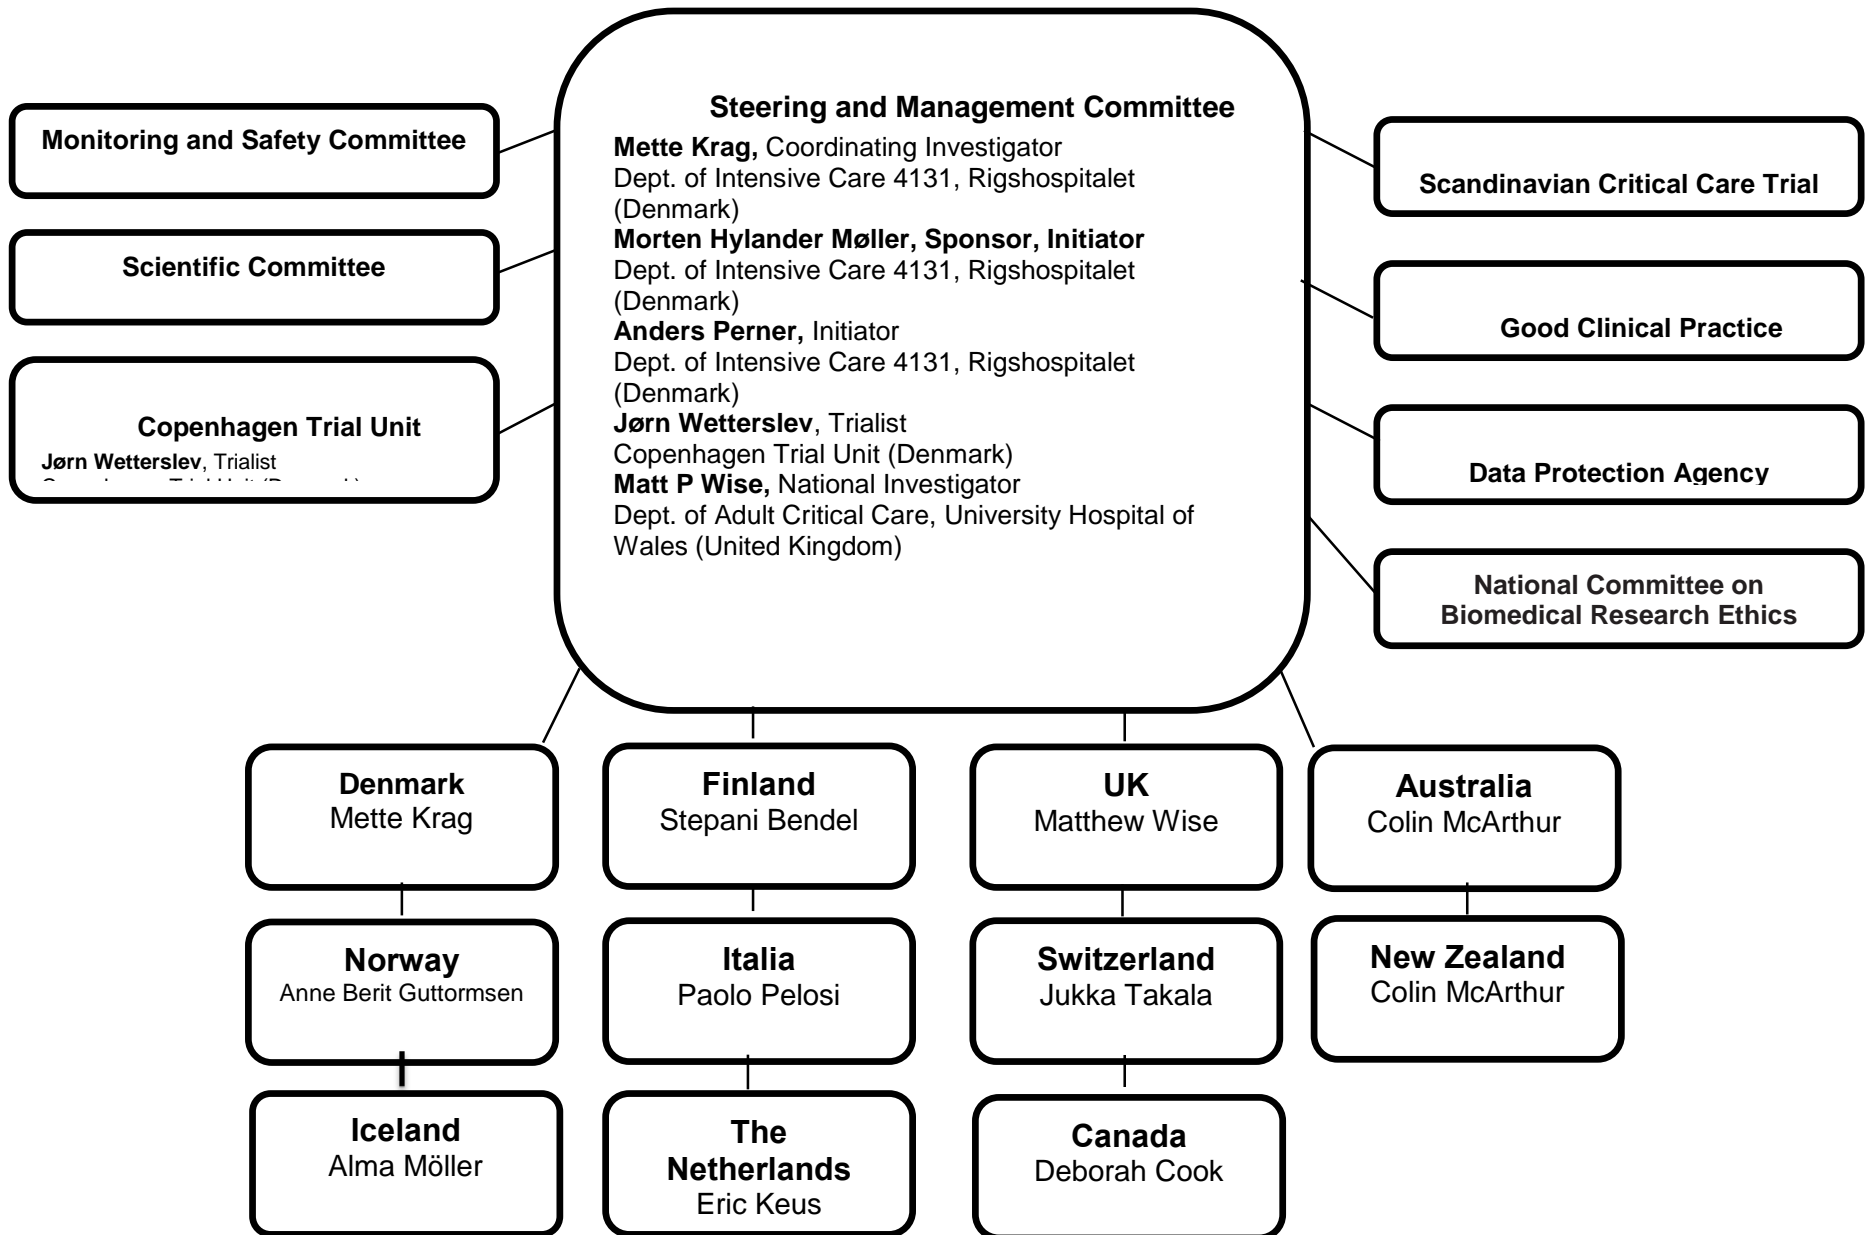 Steering and Management Committee
Mette Krag, Coordinating Investigator
Dept. of Intensive Care 4131, Rigshospitalet
(Denmark)
Morten Hylander Møller, Sponsor, Initiator
Dept. of Intensive Care 4131, Rigshospitalet
(Denmark)
Anders Perner, Initiator
Dept. of Intensive Care 4131, Rigshospitalet
(Denmark)
Jørn Wetterslev, Trialist
Copenhagen Trial Unit (Denmark)
Matt P Wise, National Investigator
Dept. of Adult Critical Care, University Hospital of
Wales (United Kingdom)
Monitoring and Safety Committee
Scientific Committee
Copenhagen Trial Unit
Jørn Wetterslev, Trialist
Scandinavian Critical Care Trial
Good Clinical Practice
Data Protection Agency
National Committee on
Biomedical Research Ethics
Denmark
Mette Krag
Finland
Stepani Bendel
UK
Matthew Wise
Australia
Colin McArthur
Norway
Anne Berit Guttormsen
Italia
Paolo Pelosi
Switzerland
Jukka Takala
New Zealand
Colin McArthur
Iceland
Alma Möller
The
Netherlands
Eric Keus
Canada
Deborah Cook